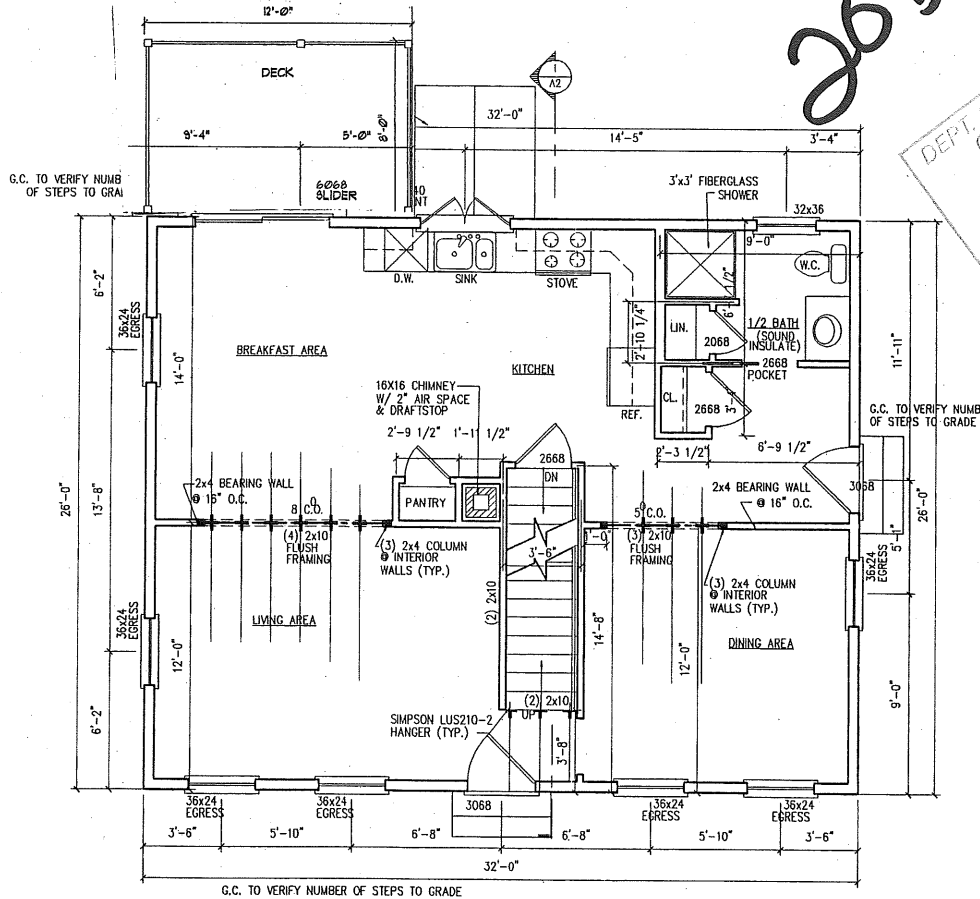 12'-0"
26
DECK
1
A2
DEPT.
9'-4"
5'-0"
8'-0"
32'-0"
14'-5"
3'-4"
G.C. TO VERIFY NUMB
OF STEPS TO GRA
6068
SLIDER
3'x3' FIBERGLASS
SHOWER
32x36
9'-0"
W.C.
D.W.
SINK
STOVE
6'-2"
36x24
EGRESS
14'-0"
BREAKFAST AREA
KITCHEN
LIN.
2'-10 1/4"
2068
1/2 BATH
(SOUND
INSULATE)
2668
POCKET
11'-11"
16X16 CHIMNEY
W/ 2" AIR SPACE
& DRAFTSTOP
REF.
CL.
2668
G.C. TO VERIFY NUMB
OF STEPS TO GRADE
2'-9 1/2"
1'-11 1/2"
2'-3 1/2"
6'-9 1/2"
2668
DN
3068
26'-0"
13'-8"
2x4 BEARING WALL
@ 16" O.C.
8 C.O.
(4) 2x10
FLUSH
FRAMING
PANTRY
(3) 2x4 COLUMN
@ INTERIOR
WALLS (TYP.)
3'-6"
1'-0"
5 C.O.
(3) 2x10
FLUSH
FRAMING
2x4 BEARING WALL
@ 16" O.C.
(3) 2x4 COLUMN
@ INTERIOR
WALLS (TYP.)
26'-0"
5'-1"
36x24
EGRESS
36x24
EGRESS
LIVING AREA
12'-0"
(2) 2x10
14'-8"
12'-0"
DINING AREA
9'-0"
6'-2"
SIMPSON LUS210-2
HANGER (TYP.)
(2) 2x10
UP
3'-8"
36x24
EGRESS
36x24
EGRESS
3068
36x24
EGRESS
36x24
EGRESS
3'-6"
5'-10"
6'-8"
6'-8"
5'-10"
3'-6"
32'-0"
G.C. TO VERIFY NUMBER OF STEPS TO GRADE